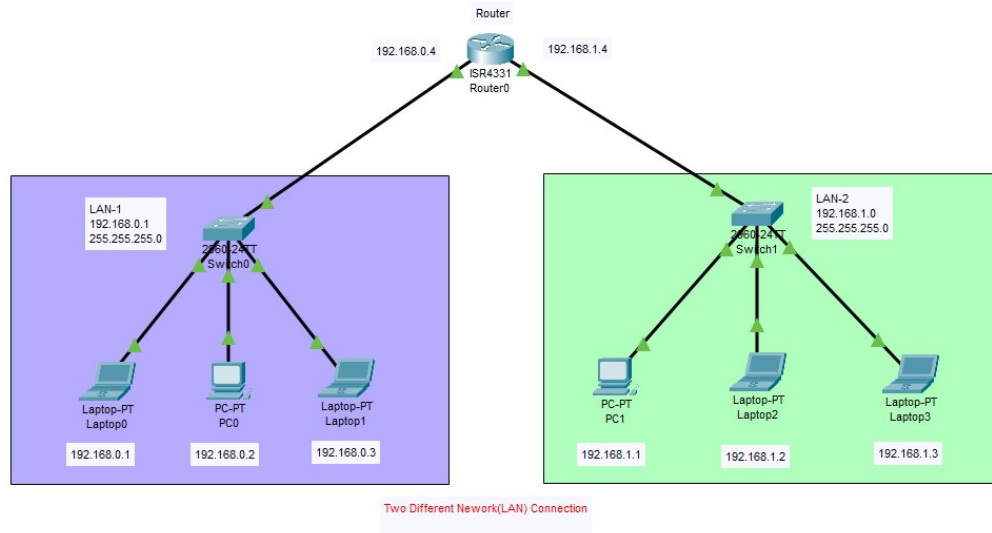 Router
192.168.0.4
192.168.1.4
ISR4331
Router0
LAN-1
192.168.0.1
255.255.255.0
2960-24TT
Switch0
LAN-2
192.168.1.0
255.255.255.0
2960-24TT
Switch1
Laptop-PT
Laptop0
PC-PT
PC0
Laptop-PT
Laptop1
PC-PT
PC1
Laptop-PT
Laptop2
Laptop-PT
Laptop3
192.168.0.1
192.168.0.2
192.168.0.3
192.168.1.1
192.168.1.2
192.168.1.3
Two Different Nework(LAN) Connection